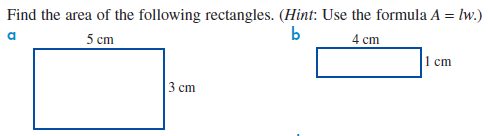 Find the area of the following rectangles. (Hint: Use the formula A = lw.)
a b
5 cm 4 cm
1 cm
3 cm